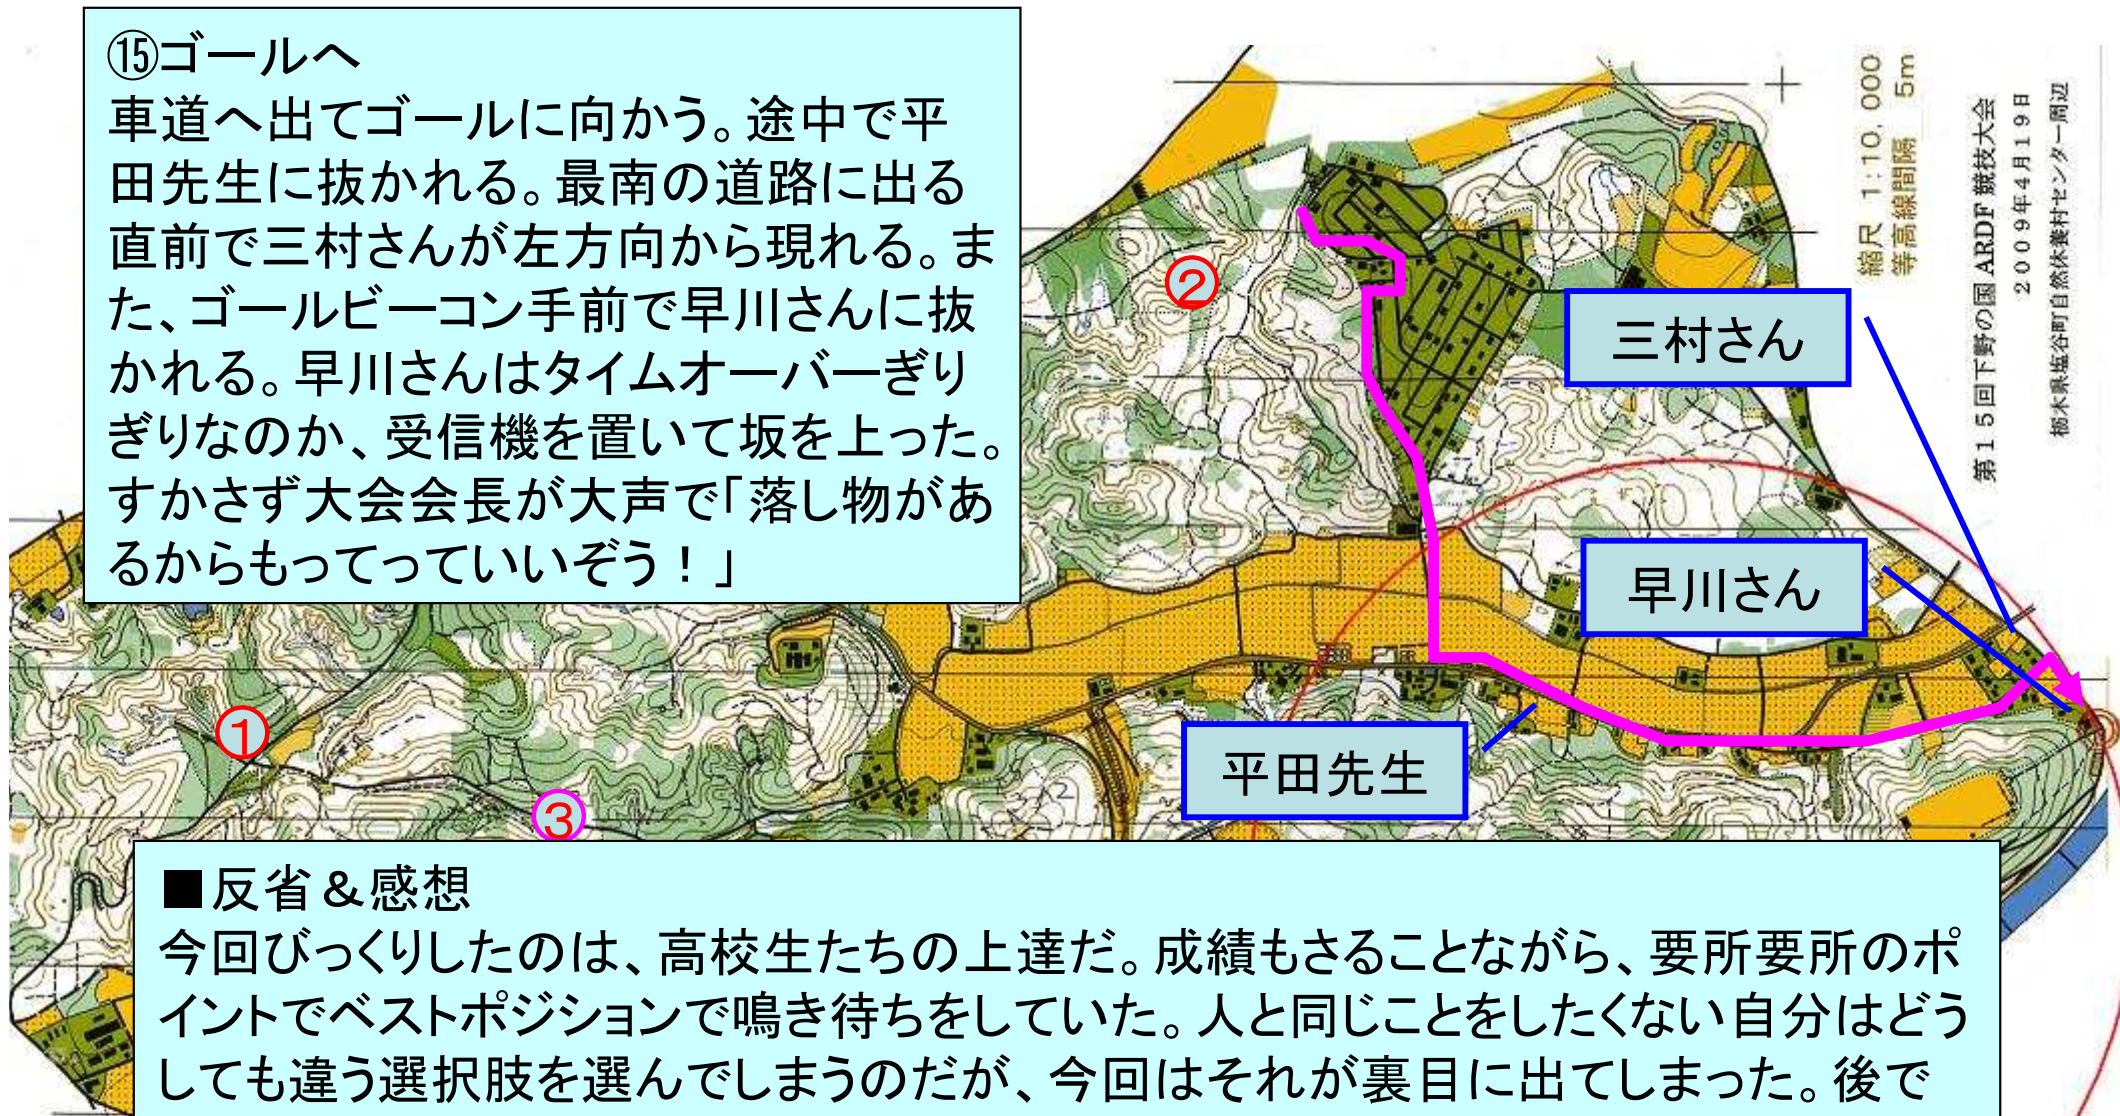 ⑮ゴールへ
車道へ出てゴールに向かう。途中で平
田先生に抜かれる。最南の道路に出る
直前で三村さんが左方向から現れる。ま
た、ゴールビーコン手前で早川さんに抜
かれる。早川さんはタイムオーバーぎり
ぎりなのか、受信機を置いて坂を上った。
すかさず大会会長が大声で「落し物があ
るからもってっていいぞう！」
縮尺 1:10,000
等高線間隔 5m
第15回下野の国 ARDF 競技大会
2009年4月19日
栃木県塩谷町自然休養村センター周辺
②
三村さん
早川さん
①
平田先生
③
■反省＆感想
今回びっくりしたのは、高校生たちの上達だ。成績もさることながら、要所要所のポ
イントでベストポジションで鳴き待ちをしていた。人と同じことをしたくない自分はどう
しても違う選択肢を選んでしまうのだが、今回はそれが裏目に出てしまった。後で